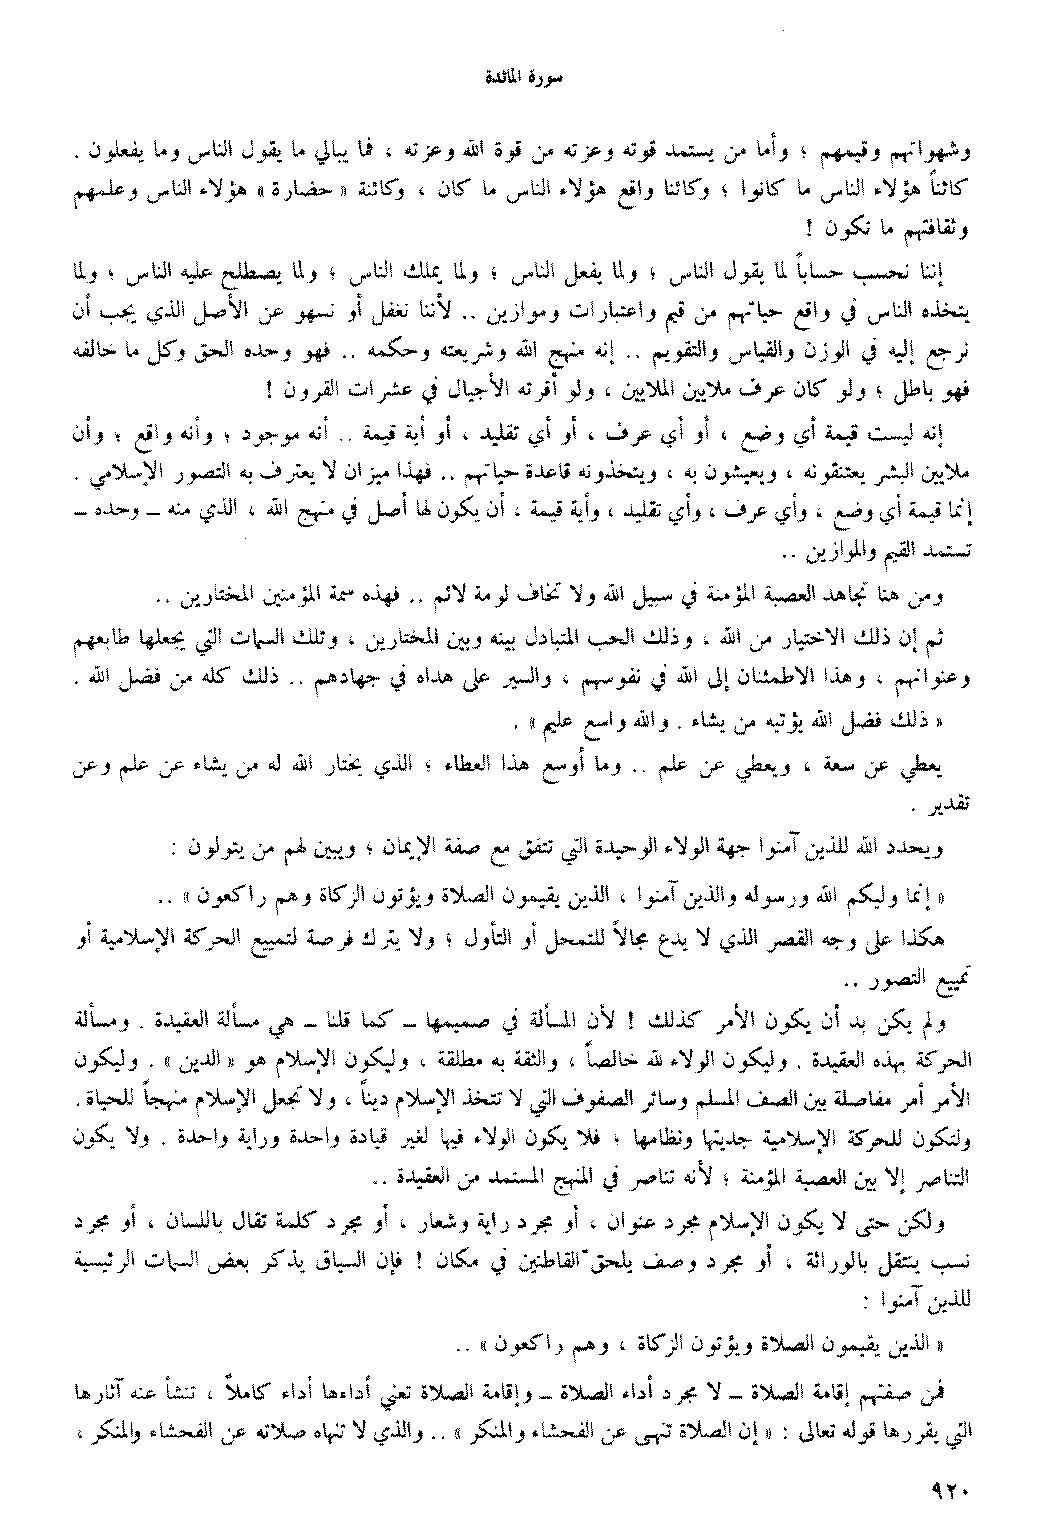 سورة المائدة
وشهواتهم وقيمهم ؛ وأما من يستمد قوته وعزته من قوة الله وعزته ، فما يبالي ما يقول الناس وما يفعلون .
كائناً هؤلاء الناس ما كانوا ؛ وكائنا واقع هؤلاء الناس ما كان ، وكائنة « حضارة » هؤلاء الناس وعلمهم
وثقافتهم ما تكون !
إننا نحسب حساباً لما يقول الناس ؛ ولما يفعل الناس ؛ ولما يملك الناس ؛ ولما يصطلح عليه الناس ؛ ولما
يتخذه الناس في واقع حياتهم من قيم واعتبارات وموازين .. لأننا نغفل أو نسهو عن الأصل الذي يجب أن
نرجع إليه في الوزن والقياس والتقويم .. إنه منهج الله وشريعته وحكمه .. فهو وحده الحق وكل ما خالفه
فهو باطل ؛ ولو كان عرف ملايين الملايين ، ولو أقرته الأجيال في عشرات القرون !
إنه ليست قيمة أي وضع ، أو أي عرف ، أو أي تقليد ، أو أية قيمة .. أنه موجود ؛ وأنه واقع ؛ وأن
ملايين البشر يعتنقونه ، ويعيشون به ، ويتخذونه قاعدة حياتهم .. فهذا ميزان لا يعترف به التصور الإسلامي .
إنما قيمة أي وضع ، وأي عرف ، وأي تقليد ، وأية قيمة ، أن يكون لها أصل في منهج الله ، الذي منه – وحده –
تستمد القيم والموازين ..
ومن هنا تجاهد العصبة المؤمنة في سبيل الله ولا تخاف لومة لائم .. فهذه سمة المؤمنين المختارين ..
ثم إن ذلك الاختيار من الله ، وذلك الحب المتبادل بينه وبين المختارين ، وتلك السمات التي يجعلها طابعهم
وعنوانهم ، وهذا الاطمئنان إلى الله في نفوسهم ، والسير على هداه في جهادهم .. ذلك كله من فضل الله .
« ذلك فضل الله يؤتيه من يشاء . والله واسع عليم » .
يعطي عن سعة ، ويعطي عن علم .. وما أوسع هذا العطاء ؛ الذي يختار الله له من يشاء عن علم وعن
تقدير .
ويحدد الله للذين آمنوا جهة الولاء الوحيدة التي تتفق مع صفة الإيمان ؛ ويبين لهم من يتولون :
« إنما وليكم الله ورسوله والذين آمنوا ، الذين يقيمون الصلاة ويؤتون الزكاة وهم راكعون » ..
هكذا على وجه القصر الذي لا يدع مجالاً للتمحل أو التأول ؛ ولا يترك فرصة لتمييع الحركة الإسلامية أو
تمييع التصور ..
ولم يكن بد أن يكون الأمر كذلك ! لأن المسألة في صميمها – كما قلنا – هي مسألة العقيدة . ومسألة
الحركة بهذه العقيدة . وليكون الولاء لله خالصاً ، والثقة به مطلقة ، وليكون الإسلام هو « الدين » . وليكون
الأمر أمر مفاصلة بين الصف المسلم وسائر الصفوف التي لا تتخذ الإسلام ديناً ، ولا تجعل الإسلام منهجاً للحياة .
ولتكون للحركة الإسلامية جديتها ونظامها ؛ فلا يكون الولاء فيها لغير قيادة واحدة وراية واحدة . ولا يكون
التناصر إلا بين العصبة المؤمنة ؛ لأنه تناصر في المنهج المستمد من العقيدة ..
ولكن حتى لا يكون الإسلام مجرد عنوان ، أو مجرد راية وشعار ، أو مجرد كلمة تقال باللسان ، أو مجرد
نسب ينتقل بالوراثة ، أو مجرد وصف يلحق القاطنين في مكان ! فإن السياق يذكر بعض السمات الرئيسية
للذين آمنوا :
« الذين يقيمون الصلاة ويؤتون الزكاة ، وهم راكعون » ..
فمن صفتهم إقامة الصلاة – لا مجرد أداء الصلاة – وإقامة الصلاة تعني أداءها أداء كاملاً ، تنشأ عنه آثارها
التي يقررها قوله تعالى : « إن الصلاة تنهى عن الفحشاء والمنكر » .. والذي لا تنهاه صلاته عن الفحشاء والمنكر ،
٩٢٠